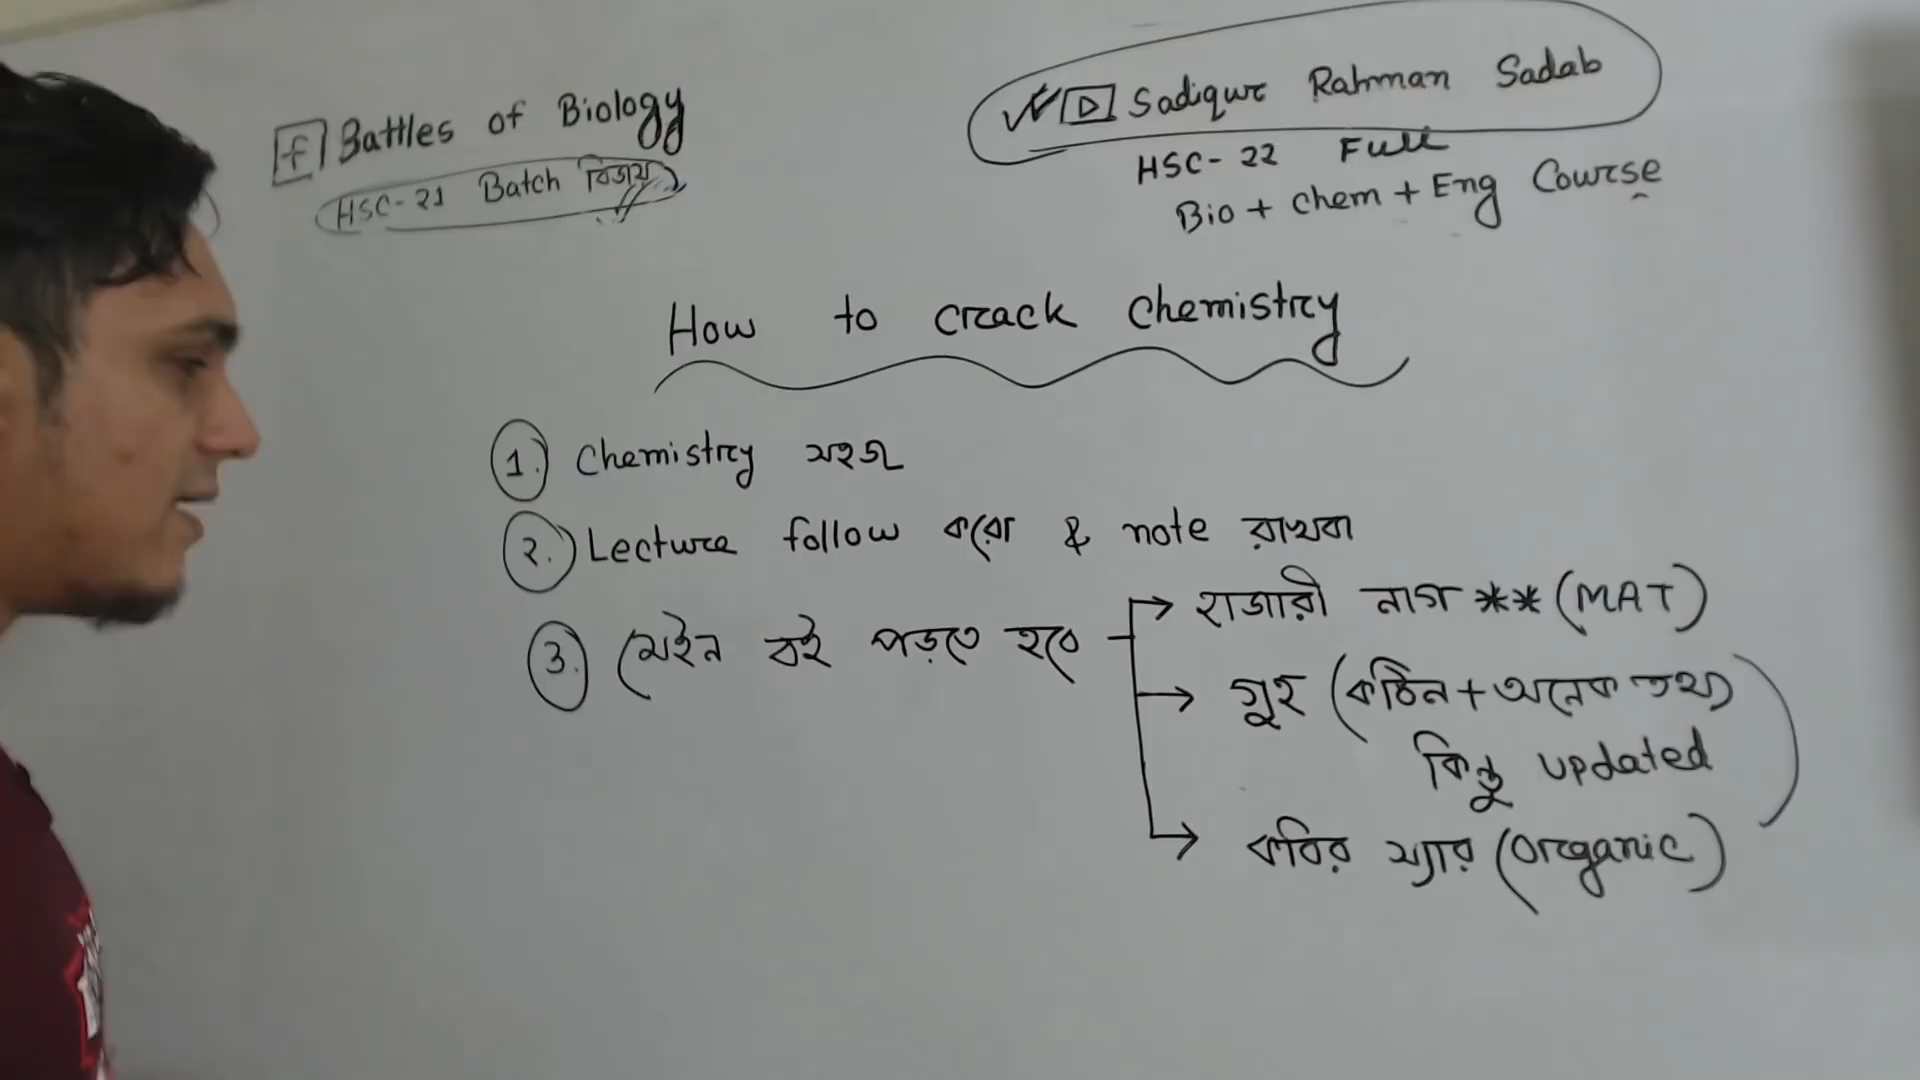 f Battles of Biology
HSC-21 Batch বিজয়
Sadiqur Rahman Sadab
HSC-22 Full
Bio + chem + Eng Course
How to crack chemistry
1. Chemistry সহজ
২. Lecture follow করো & note রাখবা
3. মেইন বই পড়তে হবে
হাজারী নাগ ** (MAT)
গুহ (কঠিন + অনেক তথ্য
কিন্তু updated
কবির স্যার (Organic)